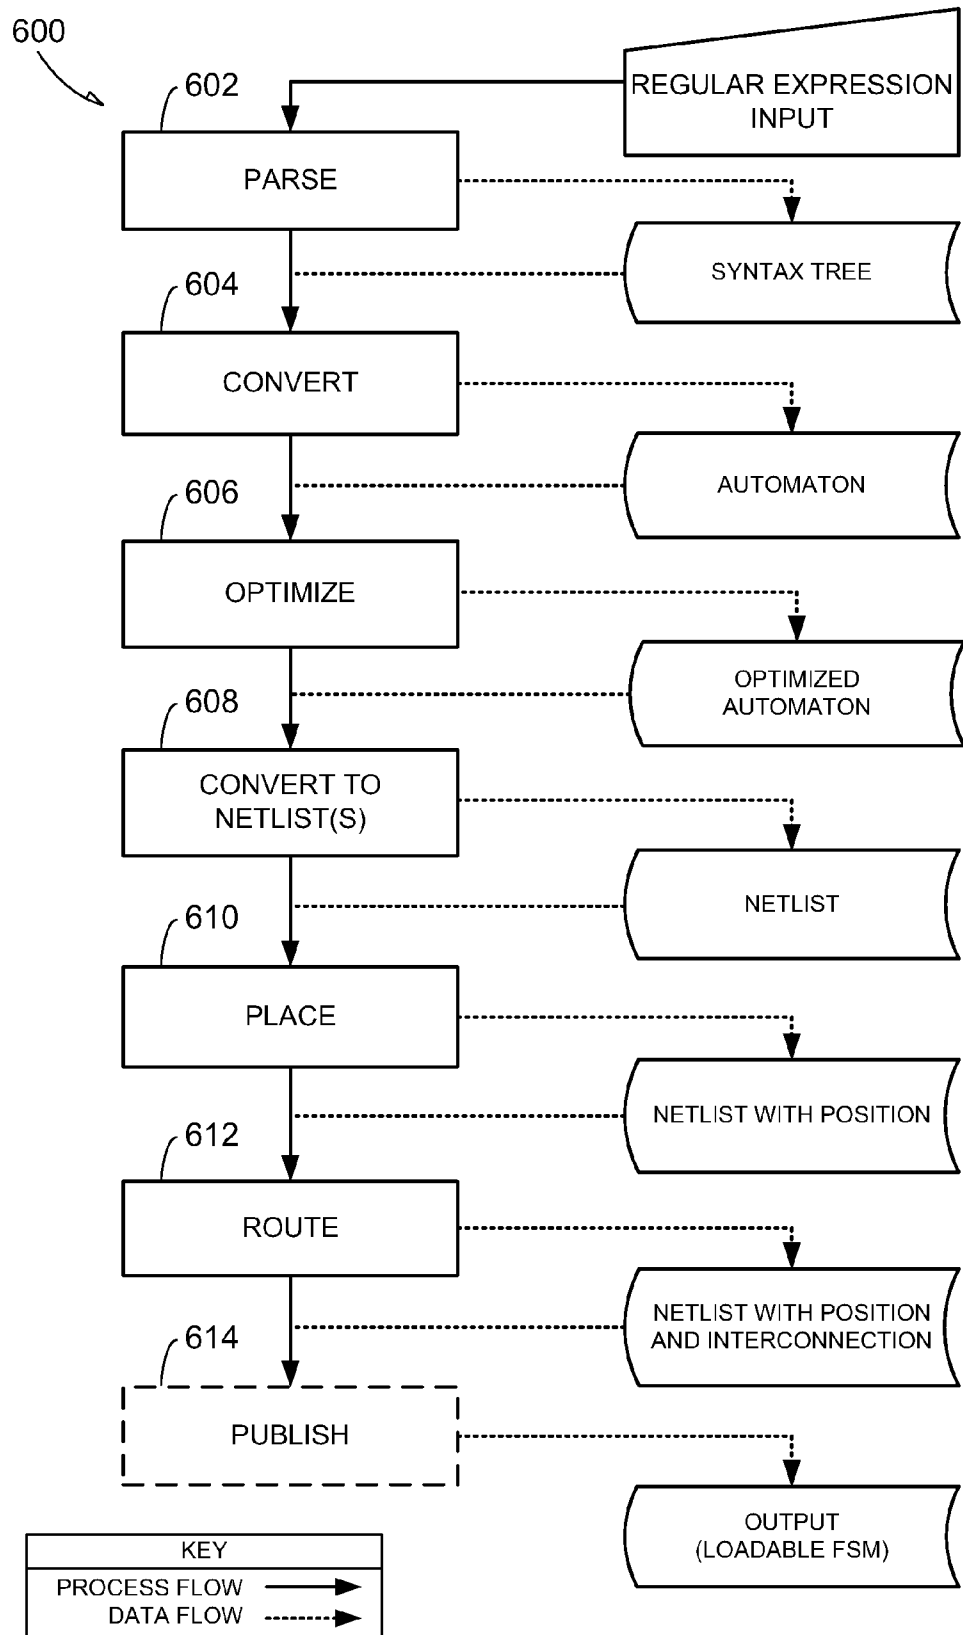 600
602
REGULAR EXPRESSION
INPUT
PARSE
SYNTAX TREE
604
CONVERT
AUTOMATON
606
OPTIMIZE
OPTIMIZED
AUTOMATON
608
CONVERT TO
NETLIST(S)
NETLIST
610
PLACE
NETLIST WITH POSITION
612
ROUTE
NETLIST WITH POSITION
AND INTERCONNECTION
614
PUBLISH
OUTPUT
(LOADABLE FSM)
KEY
PROCESS FLOW
DATA FLOW